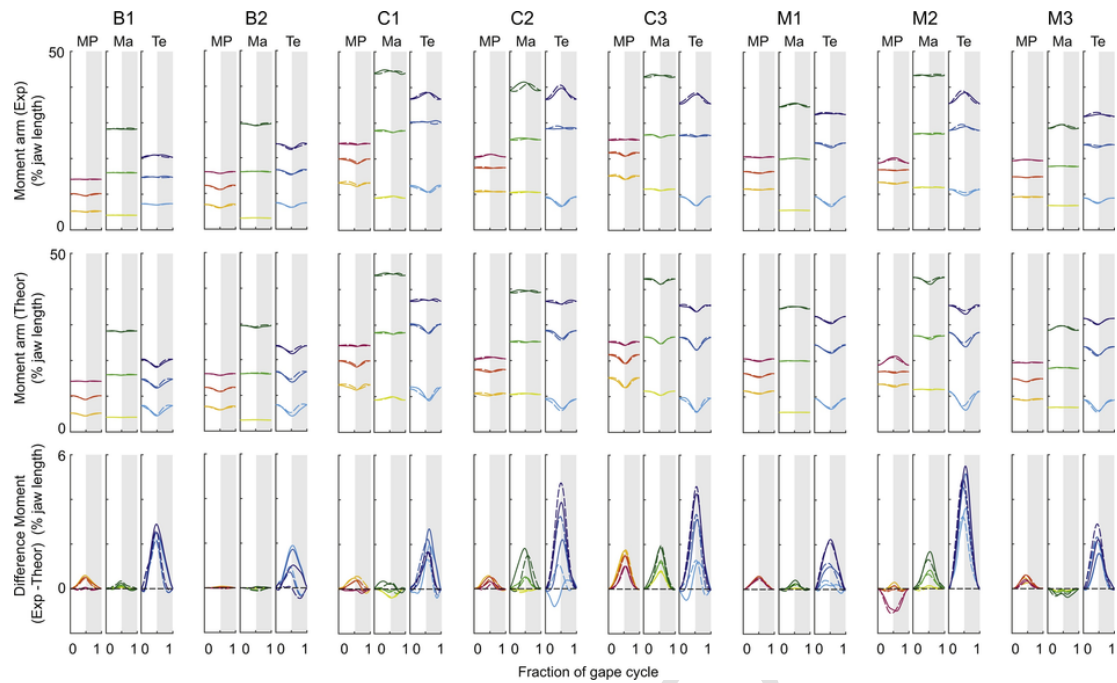 B1 B2 C1 C2 C3 M1 M2 M3
MP Ma Te MP Ma Te MP Ma Te MP Ma Te MP Ma Te MP Ma Te MP Ma Te MP Ma Te
50
Moment arm (Exp)
(% jaw length)
0
50
Moment arm (Theor)
(% jaw length)
0
6
Difference Moment
(Exp -Theor) (% jaw length)
0
0 1 0 1 0 1 0 1 0 1 0 1 0 1 0 1 0 1 0 1 0 1 0 1 0 1 0 1 0 1 0 1 0 1 0 1 0 1 0 1 0 1 0 1 0 1 0 1
Fraction of gape cycle